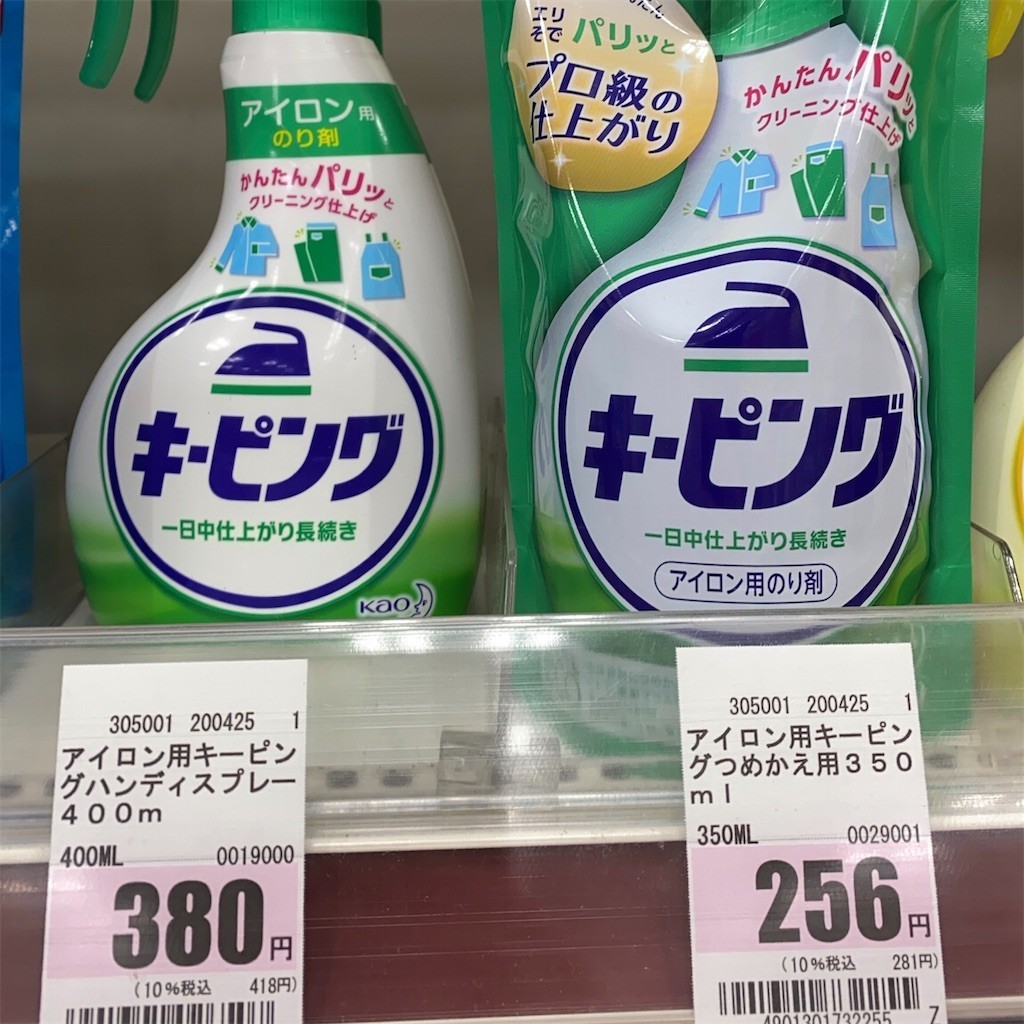 アイロン用
のり剤
かんたんパリッと
クリーニング仕上げ
キーピング
一日中仕上がり長続き
Kao
エリ
そで パリッと
プロ級の
仕上がり
かんたんパリッと
クリーニング仕上げ
キーピング
一日中仕上がり長続き
アイロン用のり剤
305001 200425 1
アイロン用キーピン
グハンディスプレー
400m
400ML 0019000
380円
(10%税込 418円)
305001 200425 1
アイロン用キーピン
グつめかえ用350
ml
350ML 0029001
256円
(10%税込 281円)
4901301732255 7